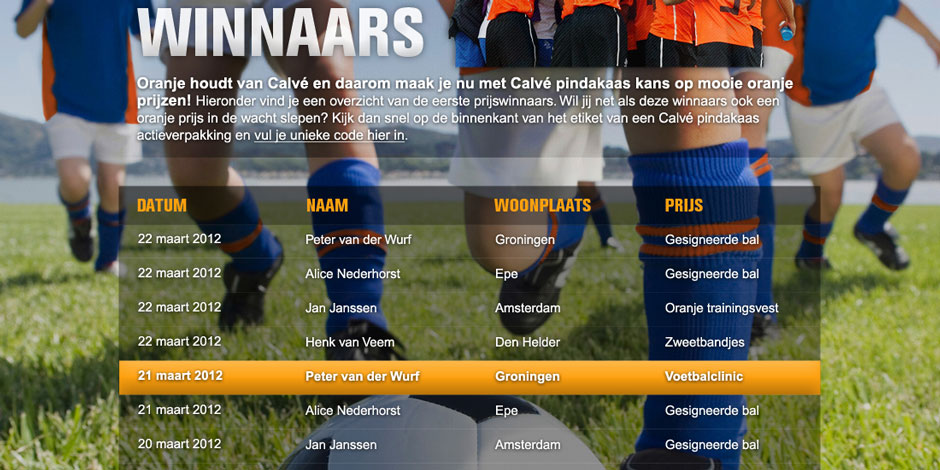 WINNAARS
Oranje houdt van Calvé en daarom maak je nu met Calvé pindakaas kans op mooie oranje
prijzen! Hieronder vind je een overzicht van de eerste prijswinnaars. Wil jij net als deze winnaars ook een
oranje prijs in de wacht slepen? Kijk dan snel op de binnenkant van het etiket van een Calvé pindakaas
actieverpakking en vul je unieke code hier in.
DATUM NAAM WOONPLAATS PRIJS
22 maart 2012 Peter van der Wurf Groningen Gesigneerde bal
22 maart 2012 Alice Nederhorst Epe Gesigneerde bal
22 maart 2012 Jan Janssen Amsterdam Oranje trainingsvest
22 maart 2012 Henk van Veem Den Helder Zweetbandjes
21 maart 2012 Peter van der Wurf Groningen Voetbalclinic
21 maart 2012 Alice Nederhorst Epe Gesigneerde bal
20 maart 2012 Jan Janssen Amsterdam Gesigneerde bal